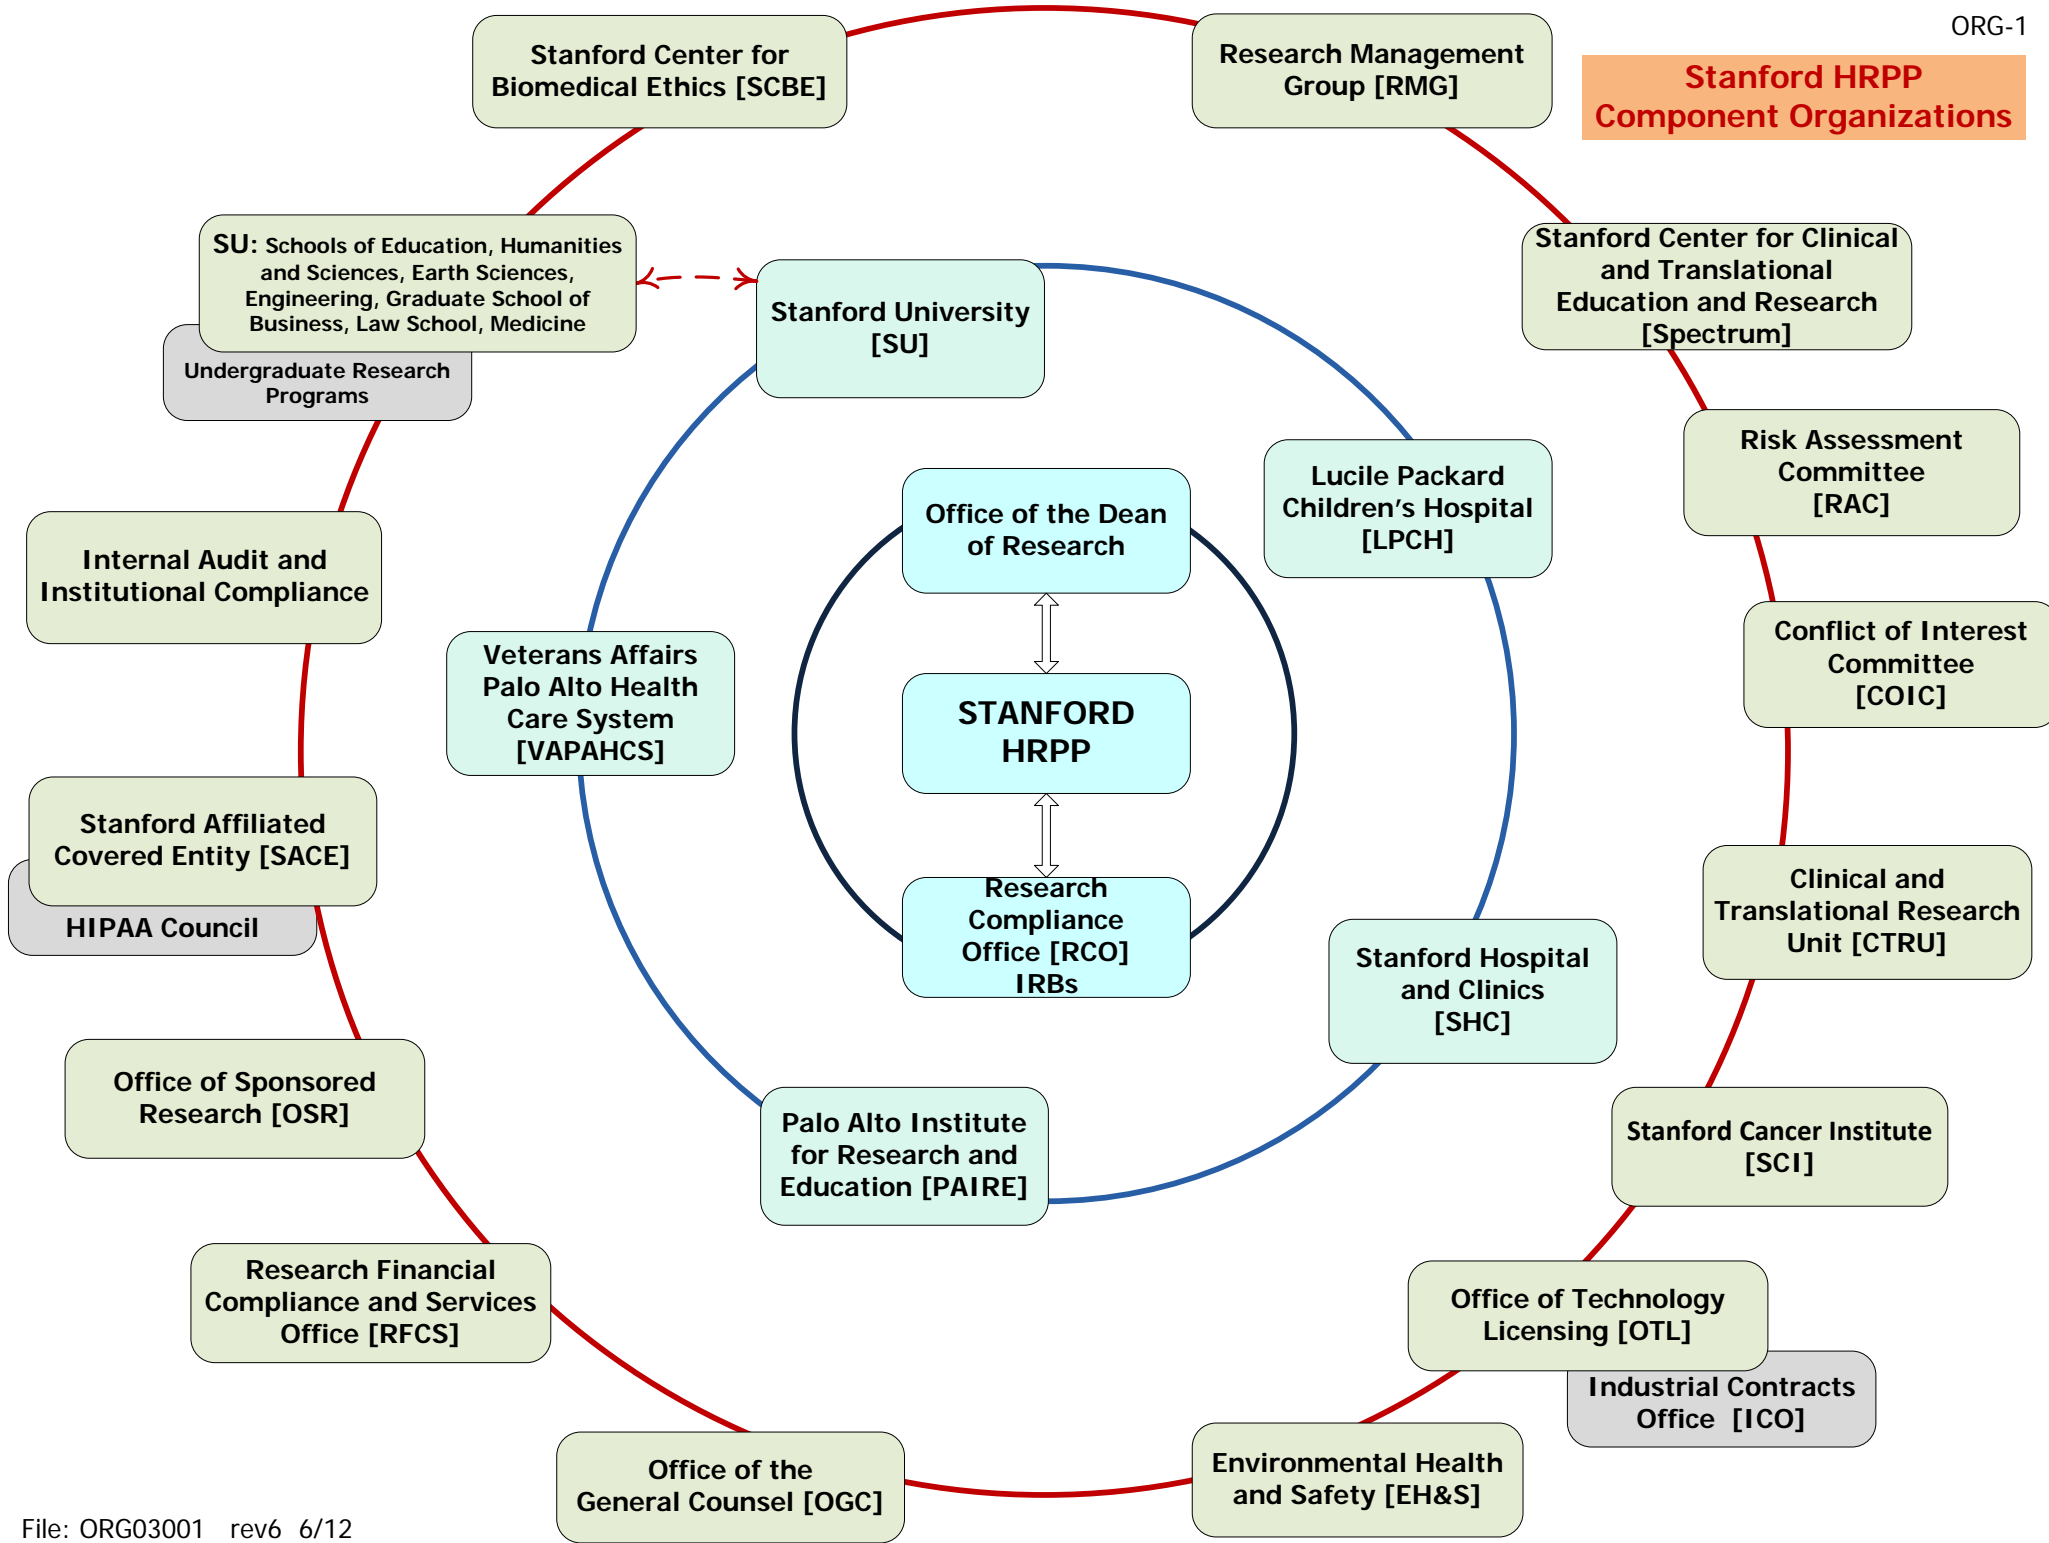 ORG-1
Stanford HRPP
Component Organizations
Stanford Center for
Biomedical Ethics [SCBE]
Research Management
Group [RMG]
Stanford Center for Clinical
and Translational
Education and Research
[Spectrum]
Risk Assessment
Committee
[RAC]
Conflict of Interest
Committee
[COIC]
Clinical and
Translational Research
Unit [CTRU]
Stanford Cancer Institute
[SCI]
Office of Technology
Licensing [OTL]
Industrial Contracts
Office [ICO]
Environmental Health
and Safety [EH&S]
Office of the
General Counsel [OGC]
Research Financial
Compliance and Services
Office [RFCS]
Office of Sponsored
Research [OSR]
Stanford Affiliated
Covered Entity [SACE]
HIPAA Council
Internal Audit and
Institutional Compliance
SU: Schools of Education, Humanities
and Sciences, Earth Sciences,
Engineering, Graduate School of
Business, Law School, Medicine
Undergraduate Research
Programs
Stanford University
[SU]
Lucile Packard
Children's Hospital
[LPCH]
Stanford Hospital
and Clinics
[SHC]
Palo Alto Institute
for Research and
Education [PAIRE]
Veterans Affairs
Palo Alto Health
Care System
[VAPAHCS]
Office of the Dean
of Research
STANFORD
HRPP
Research
Compliance
Office [RCO]
IRBs
File: ORG03001 rev6 6/12